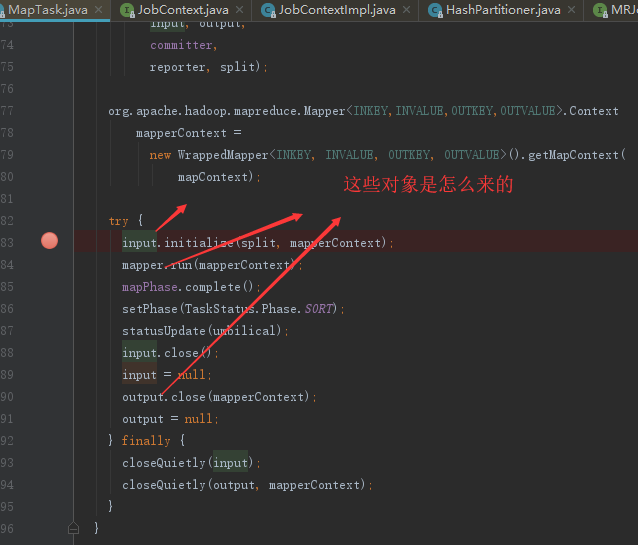 MapTask.java × JobContext.java × JobContextImpl.java × HashPartitioner.java × MRJo
73 input, output,
74 committer,
75 reporter, split);
76
77 org.apache.hadoop.mapreduce.Mapper<INKEY,INVALUE,OUTKEY,OUTVALUE>.Context
78 mapperContext =
79 new WrappedMapper<INKEY, INVALUE, OUTKEY, OUTVALUE>().getMapContext(
80 mapContext);
这些对象是怎么来的
81
82 try {
83 input.initialize(split, mapperContext);
84 mapper.run(mapperContext);
85 mapPhase.complete();
86 setPhase(TaskStatus.Phase.SORT);
87 statusUpdate(umbilical);
88 input.close();
89 input = null;
90 output.close(mapperContext);
91 output = null;
92 } finally {
93 closeQuietly(input);
94 closeQuietly(output, mapperContext);
95 }
96 }